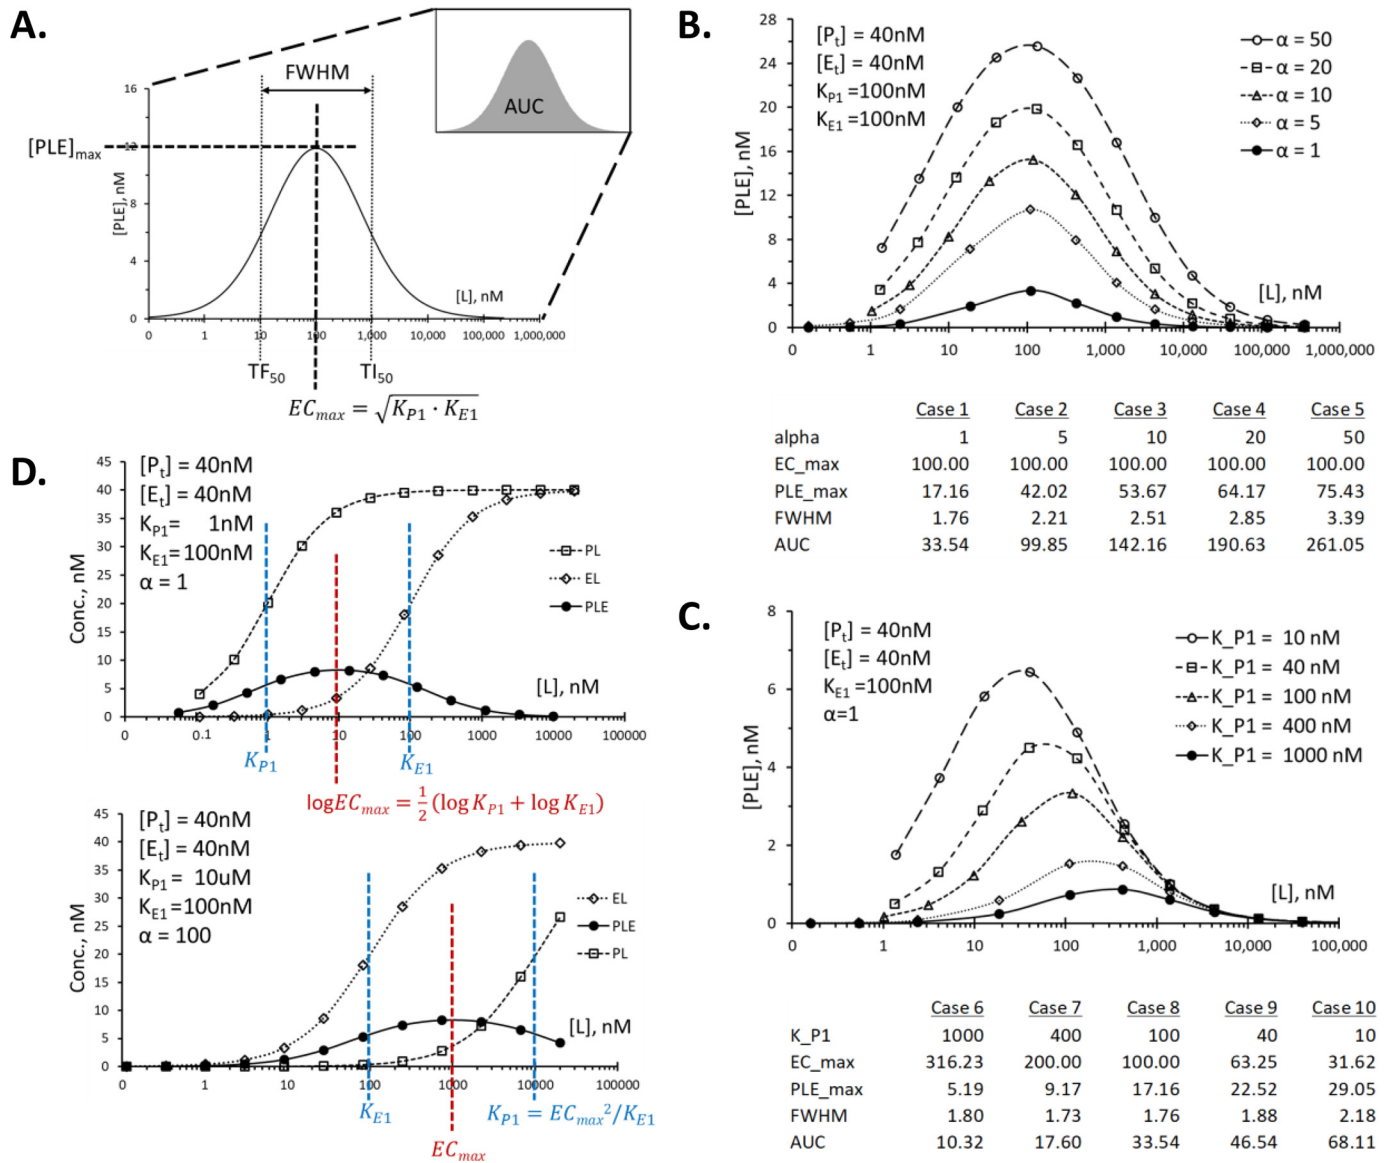 A.
FWHM
AUC
[PLE]max
[PLE], nM
16
12
8
4
0
[L], nM
0 1 10 100 1,000 10,000 100,000 1,000,000
TF50 TI50
ECmax = √(KP1 · KE1)
B.
[Pt] = 40nM
[Et] = 40nM
KP1 =100nM
KE1 =100nM
α = 50
α = 20
α = 10
α = 5
α = 1
[PLE], nM
28
24
20
16
12
8
4
0
[L], nM
0 1 10 100 1,000 10,000 100,000 1,000,000
Case 1 Case 2 Case 3 Case 4 Case 5
alpha 1 5 10 20 50
EC_max 100.00 100.00 100.00 100.00 100.00
PLE_max 17.16 42.02 53.67 64.17 75.43
FWHM 1.76 2.21 2.51 2.85 3.39
AUC 33.54 99.85 142.16 190.63 261.05
C.
[Pt] = 40nM
[Et] = 40nM
KE1 =100nM
α=1
K_P1 = 10 nM
K_P1 = 40 nM
K_P1 = 100 nM
K_P1 = 400 nM
K_P1 = 1000 nM
[PLE], nM
8
6
4
2
0
[L], nM
0 1 10 100 1,000 10,000 100,000
Case 6 Case 7 Case 8 Case 9 Case 10
K_P1 1000 400 100 40 10
EC_max 316.23 200.00 100.00 63.25 31.62
PLE_max 5.19 9.17 17.16 22.52 29.05
FWHM 1.80 1.73 1.76 1.88 2.18
AUC 10.32 17.60 33.54 46.54 68.11
D.
[Pt] = 40nM
[Et] = 40nM
KP1= 1nM
KE1=100nM
α = 1
PL
EL
PLE
Conc., nM
45
40
35
30
25
20
15
10
5
0
[L], nM
0 0.1 1 10 100 1000 10000 100000
KP1 KE1
logECmax = 1/2 (log KP1 + log KE1)
[Pt] = 40nM
[Et] = 40nM
KP1= 10uM
KE1=100nM
α = 100
EL
PLE
PL
Conc., nM
45
40
35
30
25
20
15
10
5
0
[L], nM
0 1 10 100 1000 10000 100000
KE1 KP1 = ECmax²/KE1
ECmax